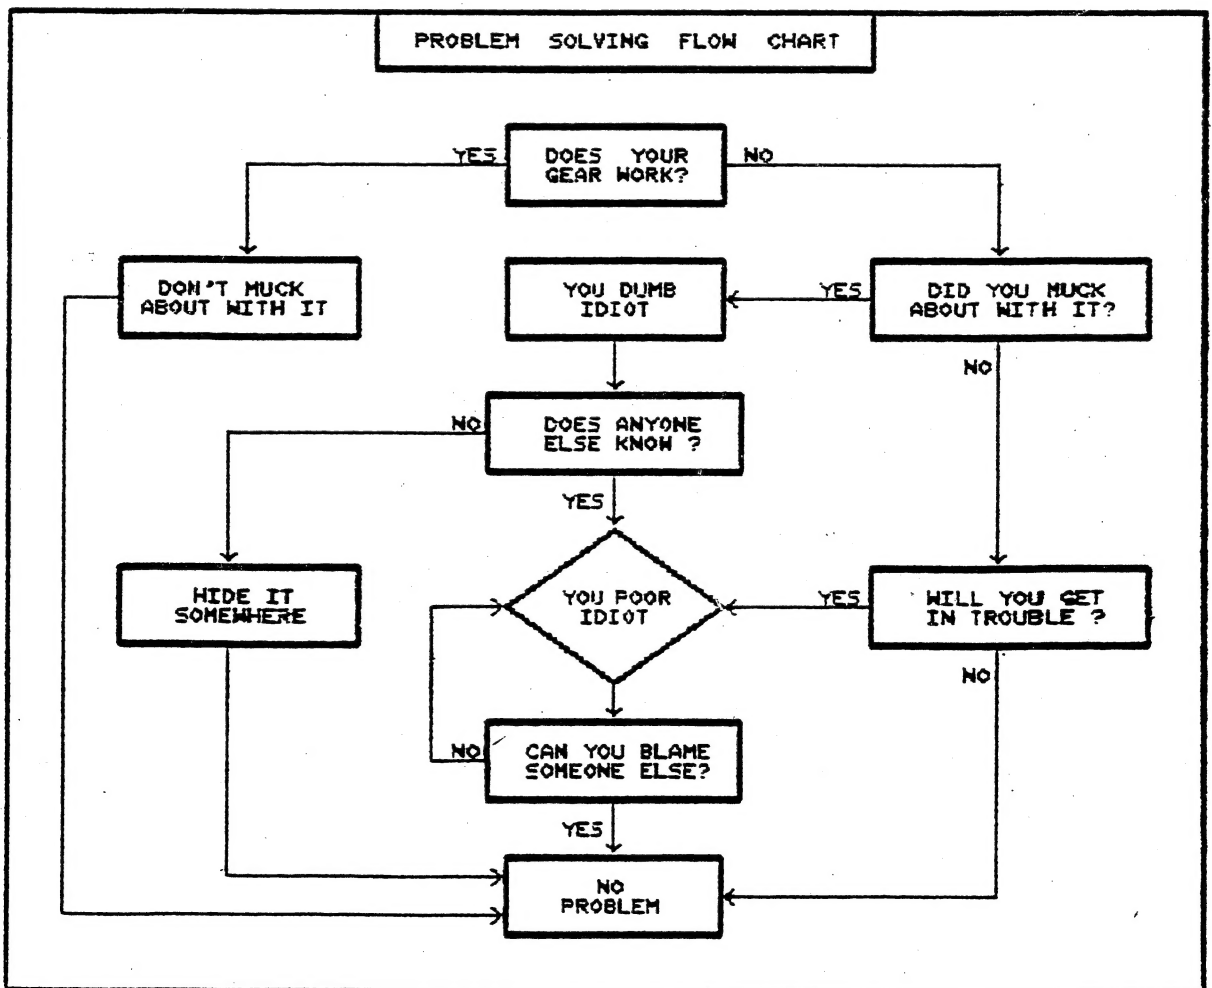 PROBLEM SOLVING FLOW CHART
YES
DOES YOUR
GEAR WORK?
NO
DON'T MUCK
ABOUT WITH IT
YOU DUMB
IDIOT
YES
DID YOU MUCK
ABOUT WITH IT?
NO
NO
DOES ANYONE
ELSE KNOW ?
YES
HIDE IT
SOMEWHERE
YOU POOR
IDIOT
YES
WILL YOU GET
IN TROUBLE ?
NO
NO
CAN YOU BLAME
SOMEONE ELSE?
YES
NO
PROBLEM